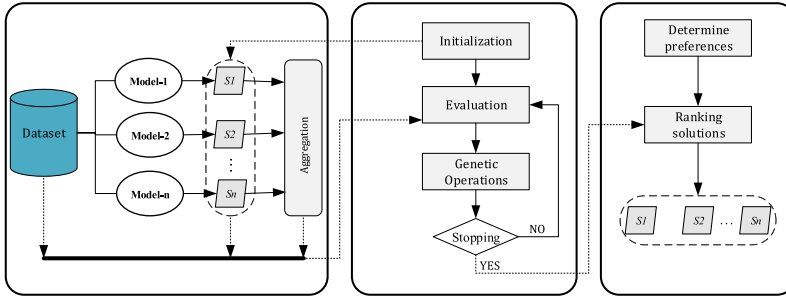 Dataset
Model-1
Model-2
Model-n
S1
S2
⋮
Sn
Aggregation
Initialization
Evaluation
Genetic
Operations
Stopping
NO
YES
Determine
preferences
Ranking
solutions
S1 S2 ... Sn